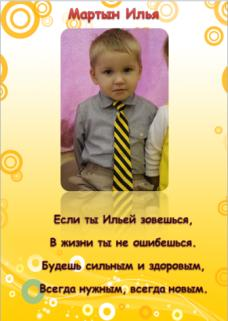 Мартын Илья
Если ты Ильей зовешься,
В жизни ты не ошибешься.
Будешь сильным и здоровым,
Всегда нужным, всегда новым.